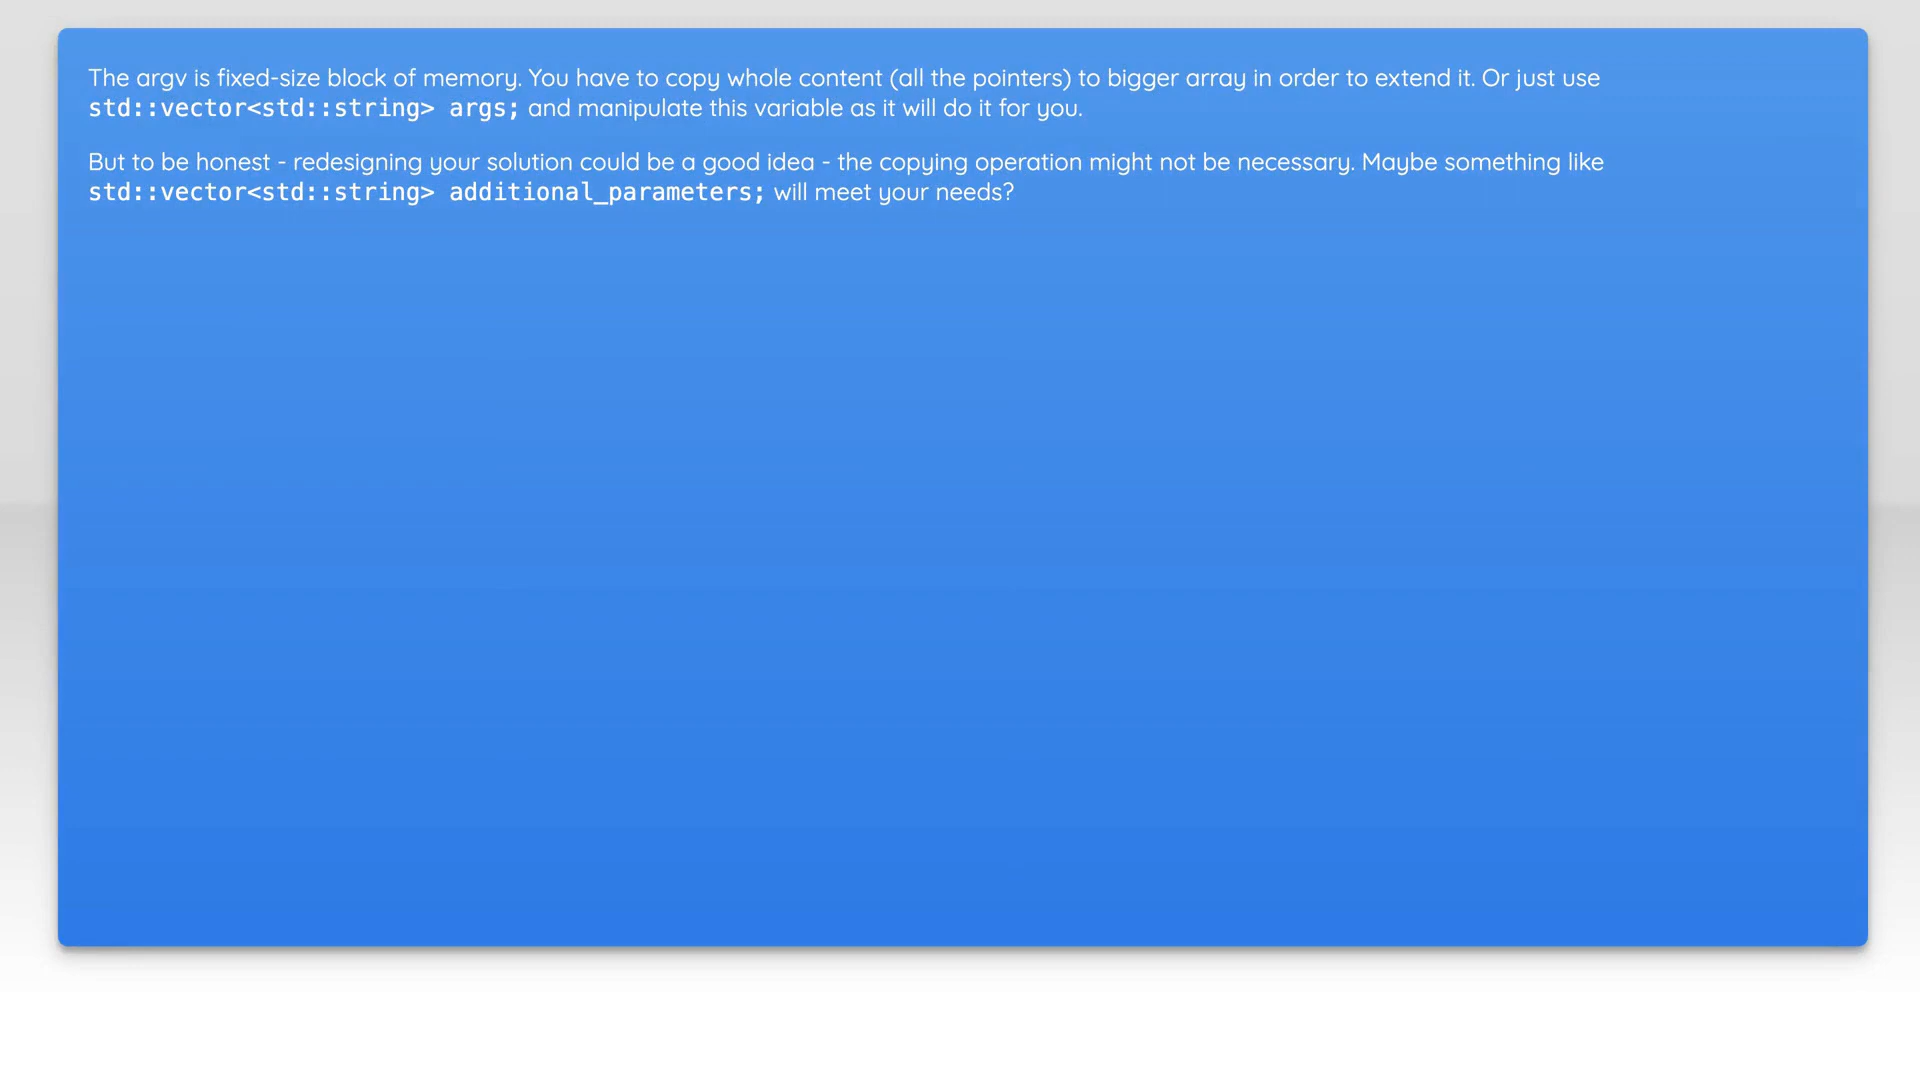 The argv is fixed-size block of memory. You have to copy whole content (all the pointers) to bigger array in order to extend it. Or just use
std::vector<std::string> args; and manipulate this variable as it will do it for you.
But to be honest - redesigning your solution could be a good idea - the copying operation might not be necessary. Maybe something like
std::vector<std::string> additional_parameters; will meet your needs?